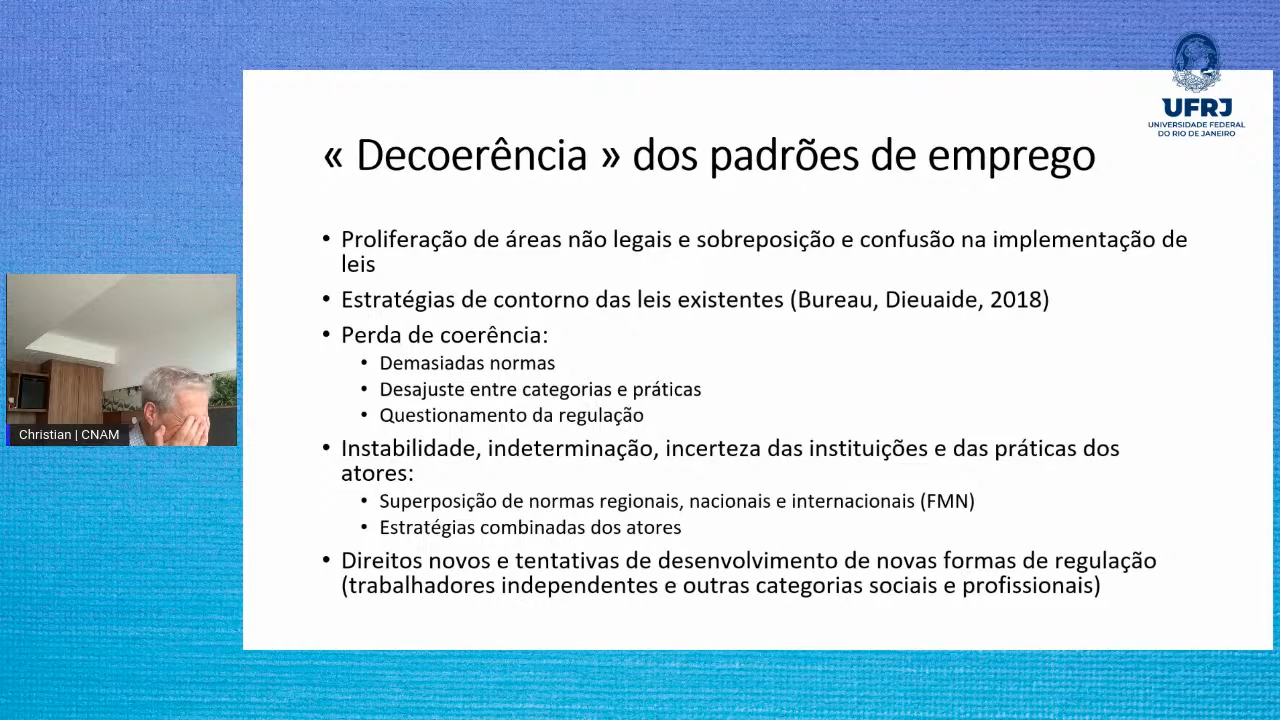 UFRJ
UNIVERSIDADE FEDERAL
DO RIO DE JANEIRO
« Decoerência » dos padrões de emprego
• Proliferação de áreas não legais e sobreposição e confusão na implementação de
leis
• Estratégias de contorno das leis existentes (Bureau, Dieuaide, 2018)
• Perda de coerência:
• Demasiadas normas
• Desajuste entre categorias e práticas
• Questionamento da regulação
• Instabilidade, indeterminação, incerteza das instituições e das práticas dos
atores:
• Superposição de normas regionais, nacionais e internacionais (FMN)
• Estratégias combinadas dos atores
• Direitos novos e tentativas de desenvolvimento de novas formas de regulação
(trabalhadores independentes e outras categorias sociais e profissionais)
Christian | CNAM